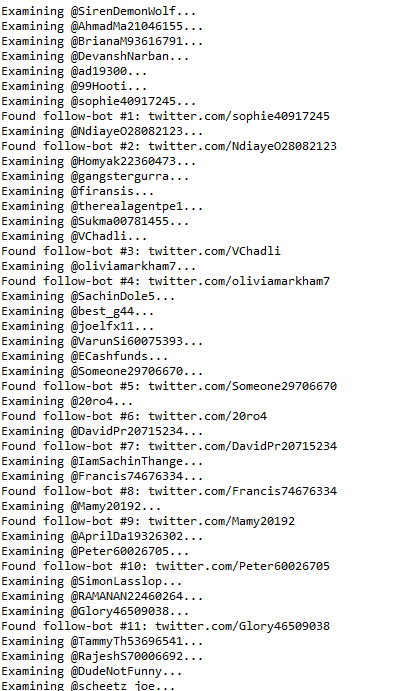 Examining @SirenDemonWolf...
Examining @AhmadMa21046155...
Examining @BrianaM93616791...
Examining @DevanshNarban...
Examining @ad19300...
Examining @99Hooti...
Examining @sophie40917245...
Found follow-bot #1: twitter.com/sophie40917245
Examining @NdiayeO28082123...
Found follow-bot #2: twitter.com/NdiayeO28082123
Examining @Homyak22360473...
Examining @gangstergurra...
Examining @firansis...
Examining @therealagentpe1...
Examining @Sukma00781455...
Examining @VChadli...
Found follow-bot #3: twitter.com/VChadli
Examining @oliviamarkham7...
Found follow-bot #4: twitter.com/oliviamarkham7
Examining @SachinDole5...
Examining @best_g44...
Examining @joelfx11...
Examining @VarunSi60075393...
Examining @ECashfunds...
Examining @Someone29706670...
Found follow-bot #5: twitter.com/Someone29706670
Examining @20ro4...
Found follow-bot #6: twitter.com/20ro4
Examining @DavidPr20715234...
Found follow-bot #7: twitter.com/DavidPr20715234
Examining @IamSachinThange...
Examining @Francis74676334...
Found follow-bot #8: twitter.com/Francis74676334
Examining @Mamy20192...
Found follow-bot #9: twitter.com/Mamy20192
Examining @AprilDa19326302...
Examining @Peter60026705...
Found follow-bot #10: twitter.com/Peter60026705
Examining @SimonLasslop...
Examining @RAMANAN22460264...
Examining @Glory46509038...
Found follow-bot #11: twitter.com/Glory46509038
Examining @TammyTh53696541...
Examining @RajeshS70006692...
Examining @DudeNotFunny...
Examining @scheetz_joe...